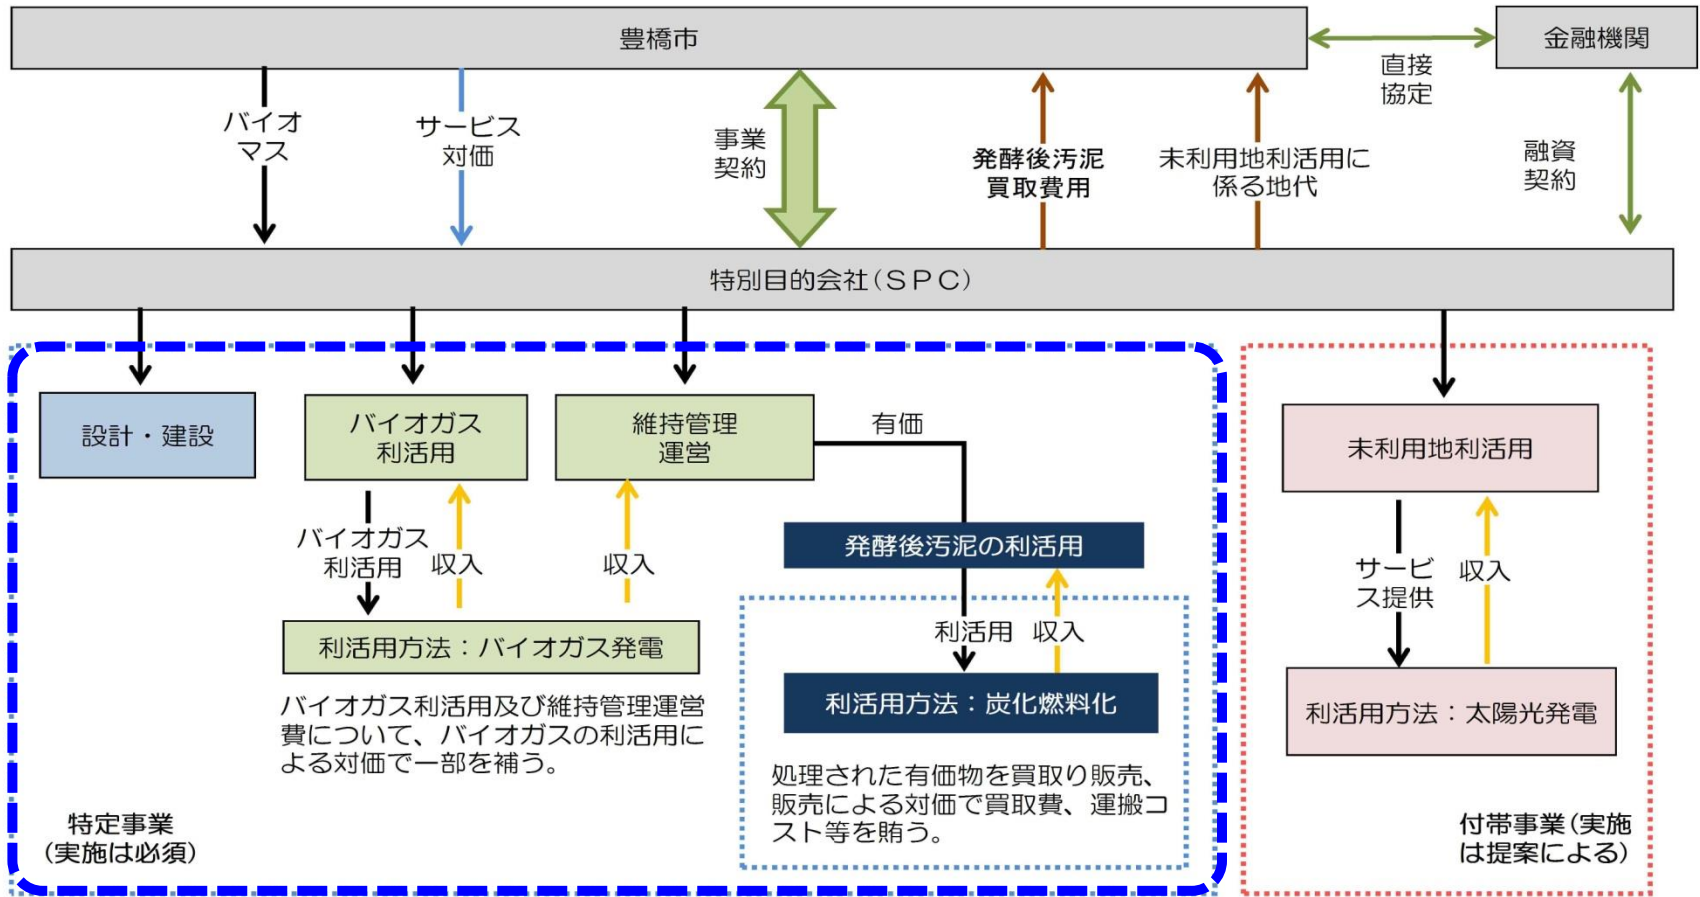 豊橋市
金融機関
直接
協定
バイオ
マス
サービス
対価
事業
契約
発酵後汚泥
買取費用
未利用地利活用に
係る地代
融資
契約
特別目的会社(ＳＰＣ)
設計・建設
バイオガス
利活用
維持管理
運営
有価
未利用地利活用
バイオガス
利活用
収入
収入
発酵後汚泥の利活用
利活用
収入
サービ
ス提供
収入
利活用方法：バイオガス発電
利活用方法：炭化燃料化
利活用方法：太陽光発電
バイオガス利活用及び維持管理運営
費について、バイオガスの利活用に
よる対価で一部を補う。
処理された有価物を買取り販売、
販売による対価で買取費、運搬コ
スト等を賄う。
特定事業
(実施は必須)
付帯事業(実施
は提案による)